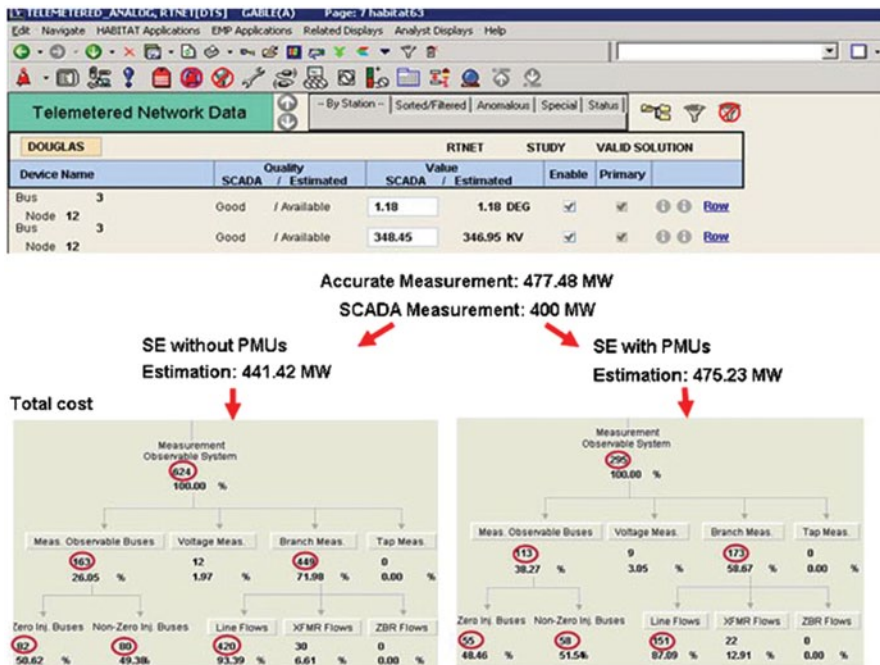 TELEMETERED_ANALOG, RTNET[DTS] GABLE(A) Page: 7 habitat63
Edit Navigate HABITAT Applications EMP Applications Related Displays Analyst Displays Help
Telemetered Network Data
-- By Station -- Sorted/Filtered Anomalous Special Status
DOUGLAS RTNET STUDY VALID SOLUTION
Device Name Quality Value Enable Primary
SCADA / Estimated SCADA / Estimated
Bus 3
Node 12 Good / Available 1.18 1.18 DEG Row
Bus 3
Node 12 Good / Available 348.45 346.95 KV Row
Accurate Measurement: 477.48 MW
SCADA Measurement: 400 MW
SE without PMUs
Estimation: 441.42 MW
SE with PMUs
Estimation: 475.23 MW
Total cost
Measurement
Observable System
624
100.00 %
Meas. Observable Buses Voltage Meas. Branch Meas. Tap Meas.
163 12 449 0
26.05 % 1.97 % 71.98 % 0.00 %
Zero Inj. Buses Non-Zero Inj. Buses Line Flows XFMR Flows ZBR Flows
82 80 420 30 0
50.62 % 49.38% 93.39 % 6.61 % 0.00 %
Measurement
Observable System
295
100.00 %
Meas. Observable Buses Voltage Meas. Branch Meas. Tap Meas.
113 9 173 0
38.27 % 3.05 % 58.67 % 0.00 %
Zero Inj. Buses Non-Zero Inj. Buses Line Flows XFMR Flows ZBR Flows
55 58 151 22 0
48.46 % 51.54% 87.09 % 12.91 % 0.00 %